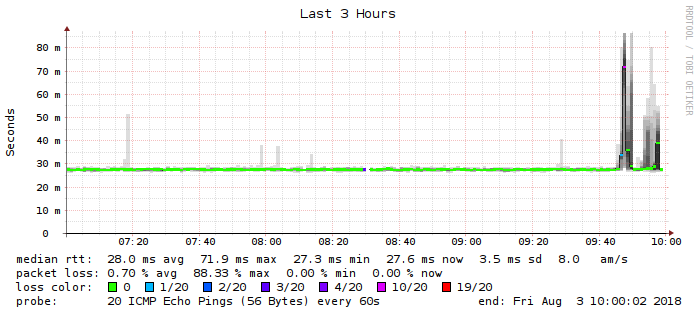 Last 3 Hours
RRDTOOL / TOBI OETIKER
Seconds
80 m
70 m
60 m
50 m
40 m
30 m
20 m
10 m
0
07:20 07:40 08:00 08:20 08:40 09:00 09:20 09:40 10:00
median rtt: 28.0 ms avg 71.9 ms max 27.3 ms min 27.6 ms now 3.5 ms sd 8.0 am/s
packet loss: 0.70 % avg 88.33 % max 0.00 % min 0.00 % now
loss color: 0 1/20 2/20 3/20 4/20 10/20 19/20
probe: 20 ICMP Echo Pings (56 Bytes) every 60s end: Fri Aug 3 10:00:02 2018